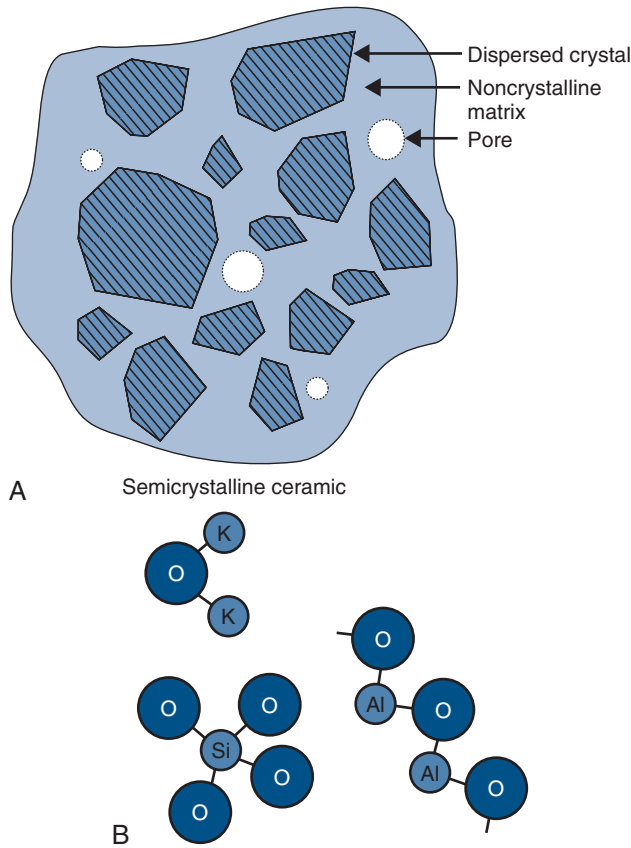 Dispersed crystal
Noncrystalline
matrix
Pore
A
Semicrystalline ceramic
K
O
K
O
O
O
Si
Al
O
O
Al
O
O
B